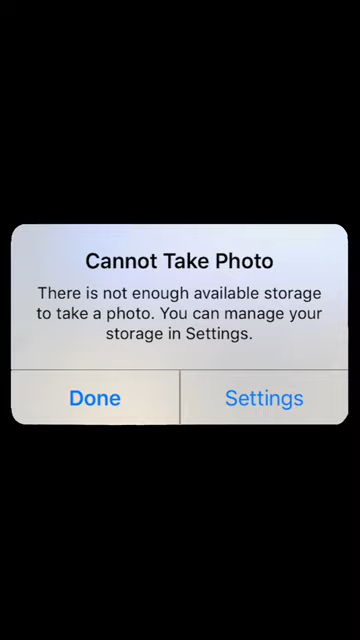 Cannot Take Photo
There is not enough available storage
to take a photo. You can manage your
storage in Settings.
Done
Settings